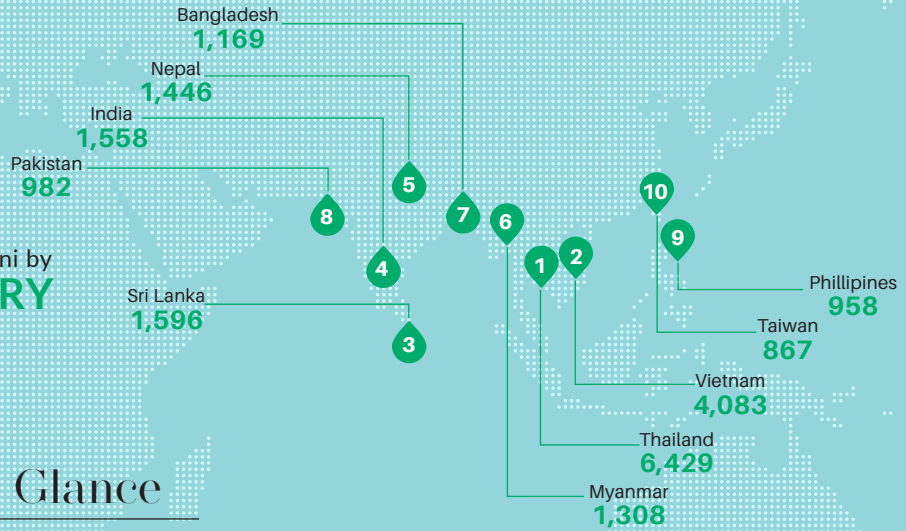 Bangladesh
1,169
Nepal
1,446
India
1,558
Pakistan
982
ni by
RY
Sri Lanka
1,596
5
8
7
6
10
9
4
1
2
3
Phillipines
958
Taiwan
867
Vietnam
4,083
Thailand
6,429
Myanmar
1,308
Glance